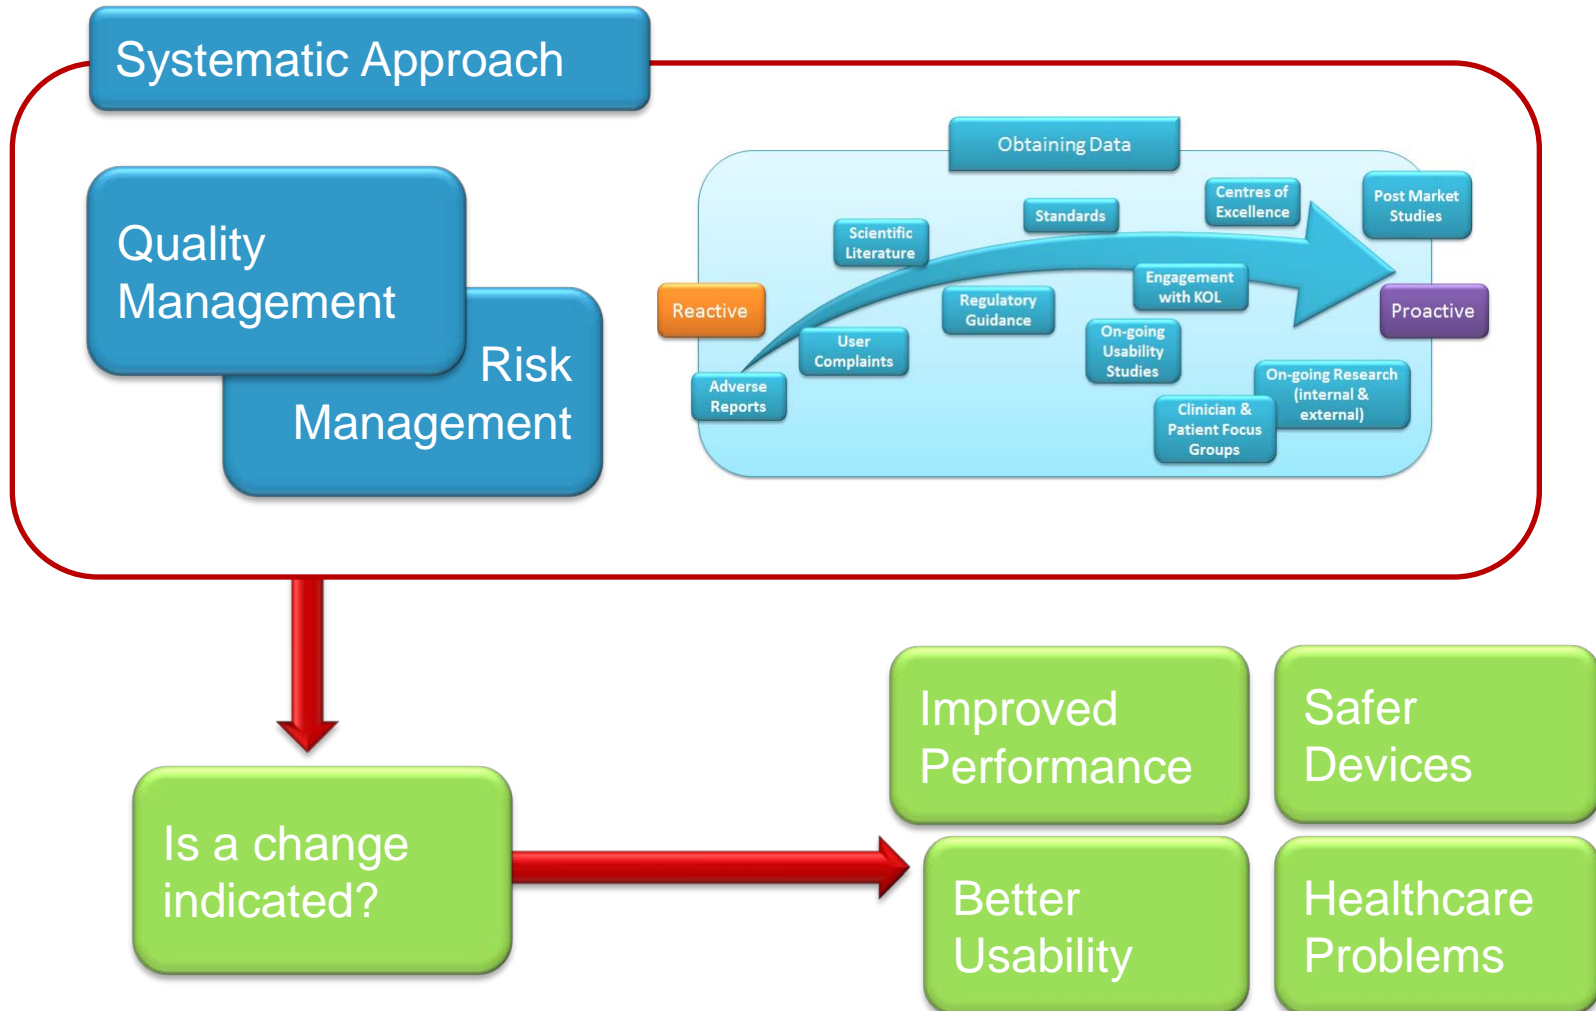 Systematic Approach
Quality
Management
Risk
Management
Obtaining Data
Reactive
Adverse
Reports
User
Complaints
Scientific
Literature
Regulatory
Guidance
Standards
On-going
Usability
Studies
Engagement
with KOL
Centres of
Excellence
Clinician &
Patient Focus
Groups
On-going Research
(internal &
external)
Post Market
Studies
Proactive
Is a change
indicated?
Improved
Performance
Safer
Devices
Better
Usability
Healthcare
Problems